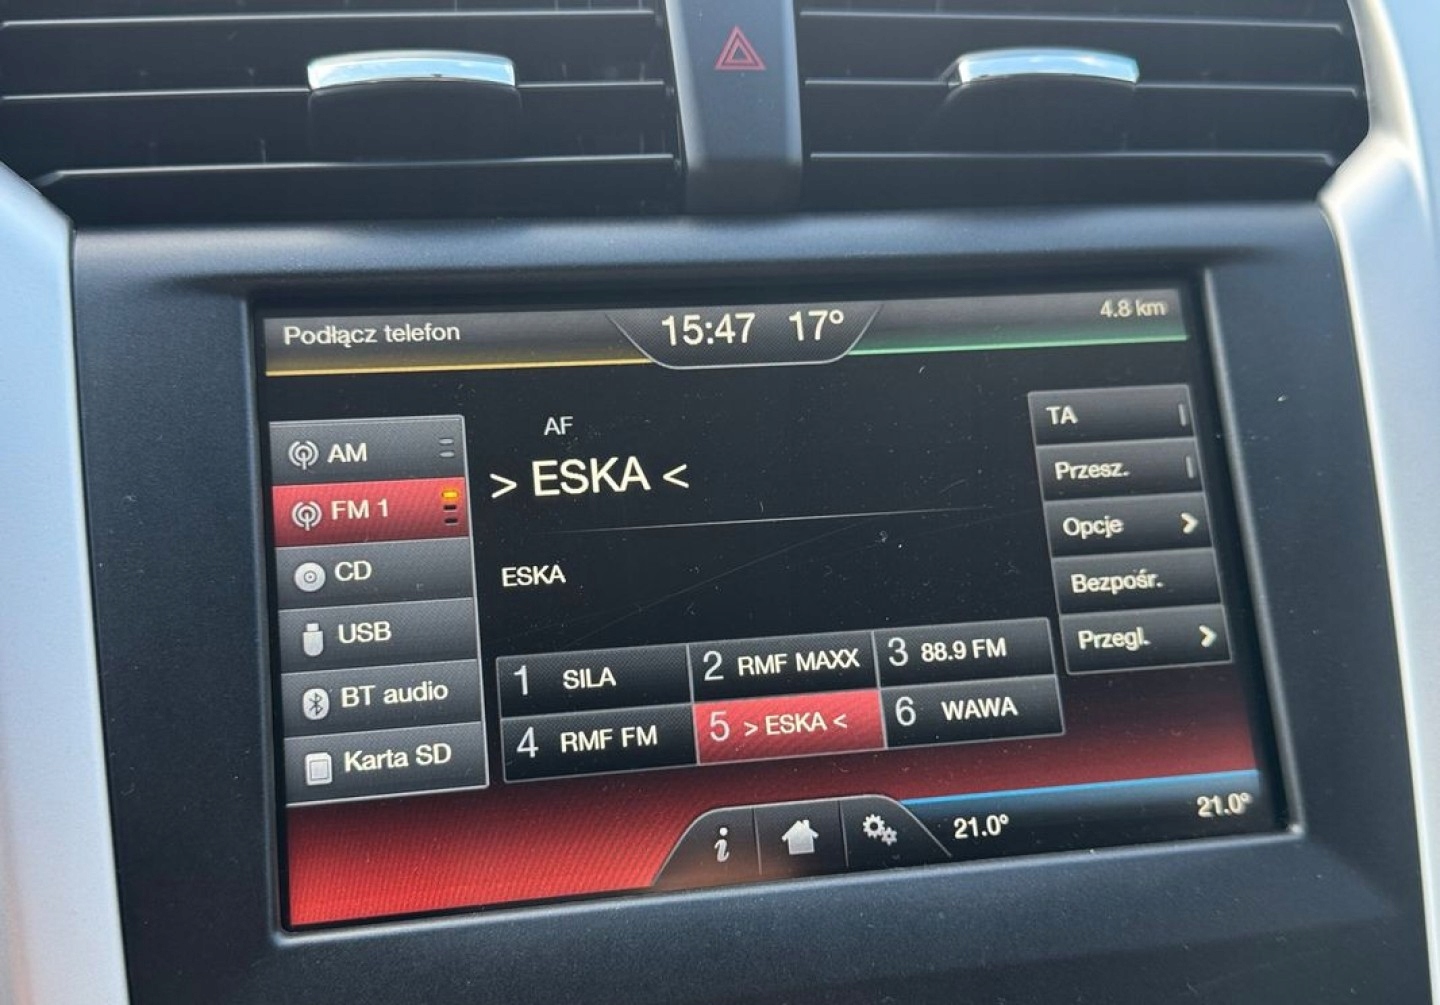 Podłącz telefon
15:47 17°
4.8 km
AM
FM 1
CD
USB
BT audio
Karta SD
AF
> ESKA <
ESKA
1 SILA
2 RMF MAXX
3 88.9 FM
4 RMF FM
5 > ESKA <
6 WAWA
TA
Przesz.
Opcje >
Bezpośr.
Przegl. >
i
21.0°
21.0°